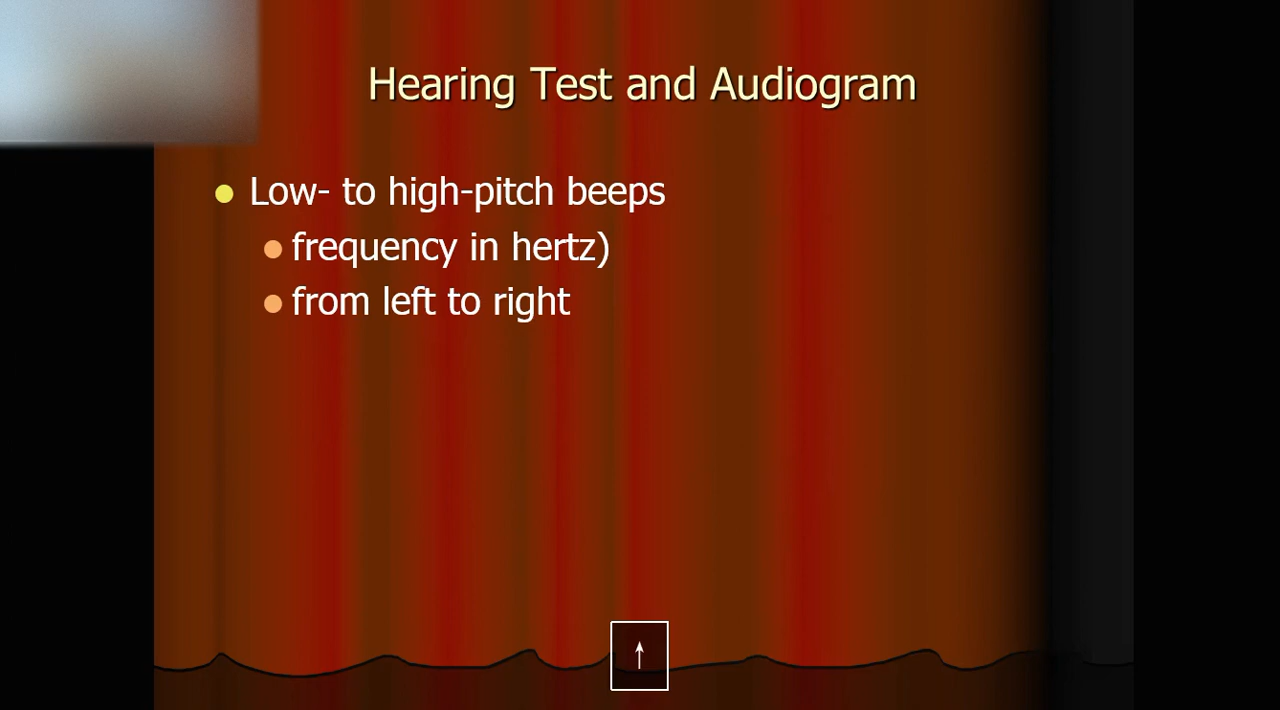 Hearing Test and Audiogram
Low- to high-pitch beeps
frequency in hertz)
from left to right